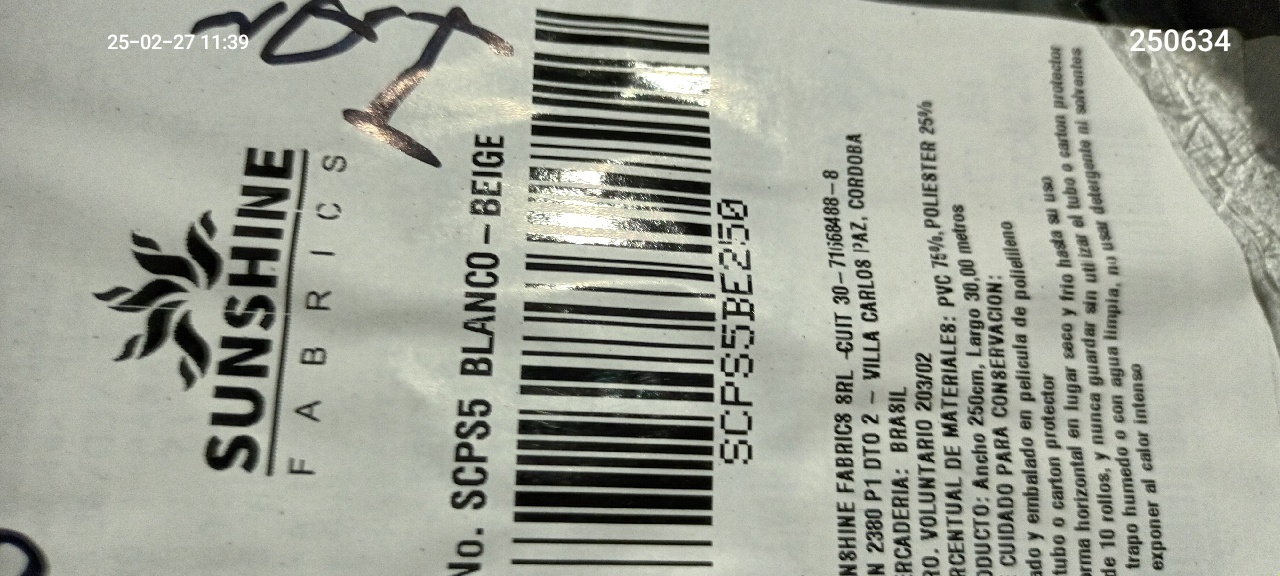 25-02-27 11:39
250634
SUNSHINE
FABRICS
No. SCPS5 BLANCO-BEIGE
SCPS5BE250
NSHINE FABRICS SRL -CUIT 30-71668488-8
N 2380 P1 DTO 2 - VILLA CARLOS PAZ, CORDOBA
ERCADERIA: BRASIL
RO. VOLUNTARIO 203/02
RCENTUAL DE MATERIALES: PVC 75%, POLIESTER 25%
ODUCTO: Ancho 250cm, Largo 30,00 metros
CUIDADO PARA CONSERVACION:
ado y embalado en pelicula de polietileno
tubo o carton protector
orma horizontal en lugar seco y frio hasta su uso
de 10 rollos, y nunca guardar sin utilizar el tubo o carton protector
trapo humedo o con agua limpia, no usar detergente ni solventes
exponer al calor intenso